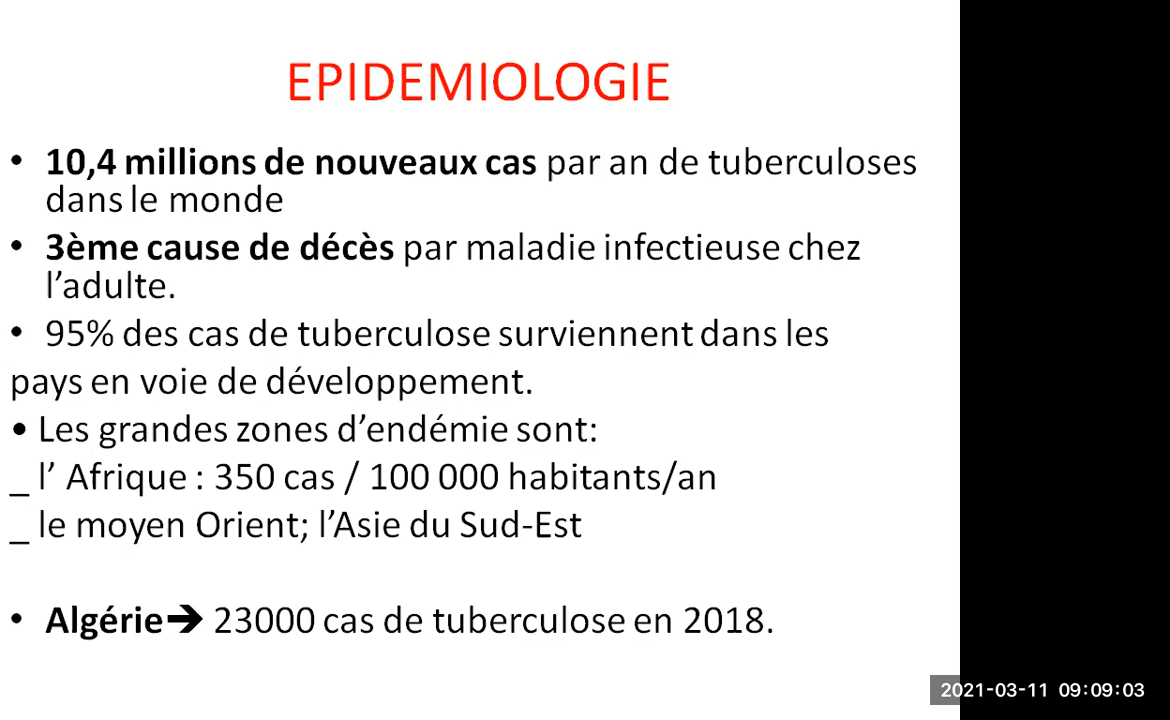 EPIDEMIOLOGIE
• 10,4 millions de nouveaux cas par an de tuberculoses
dans le monde
• 3ème cause de décès par maladie infectieuse chez
l’adulte.
• 95% des cas de tuberculose surviennent dans les
pays en voie de développement.
• Les grandes zones d’endémie sont:
_ l’ Afrique : 350 cas / 100 000 habitants/an
_ le moyen Orient; l’Asie du Sud-Est
• Algérie➔ 23000 cas de tuberculose en 2018.
2021-03-11 09:09:03